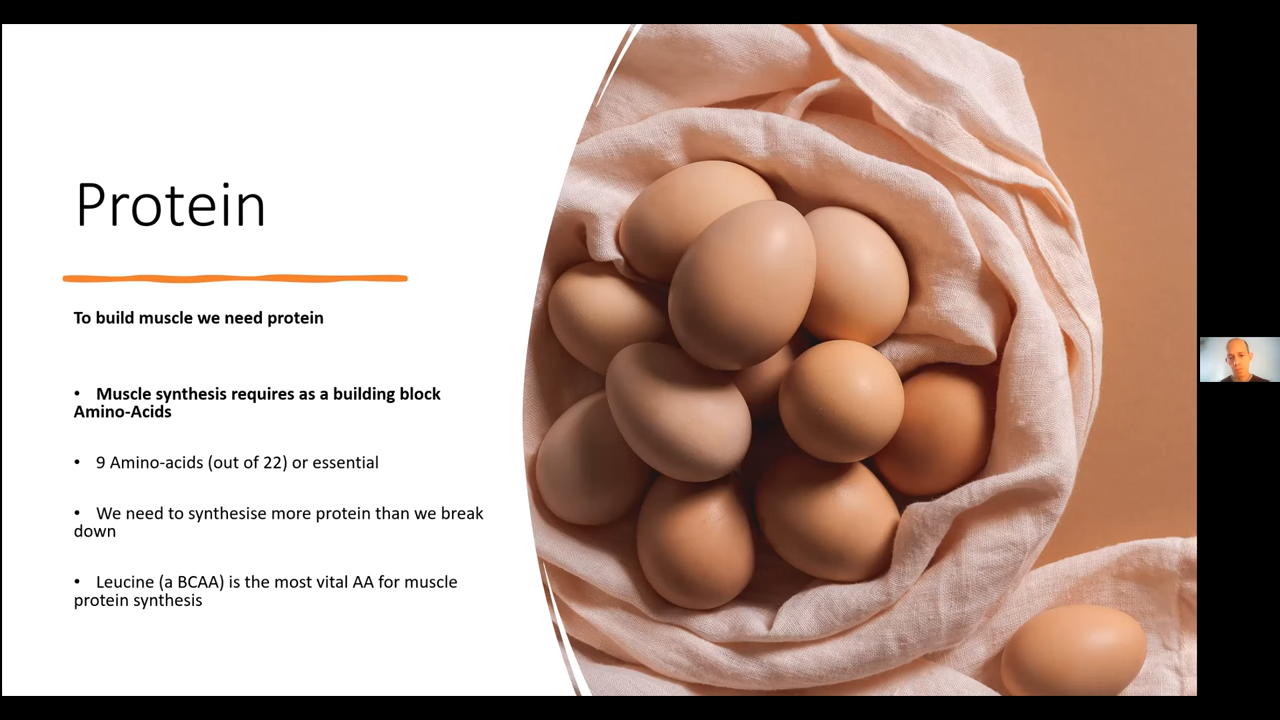 Protein
To build muscle we need protein
• Muscle synthesis requires as a building block
Amino-Acids
• 9 Amino-acids (out of 22) or essential
• We need to synthesise more protein than we break
down
• Leucine (a BCAA) is the most vital AA for muscle
protein synthesis